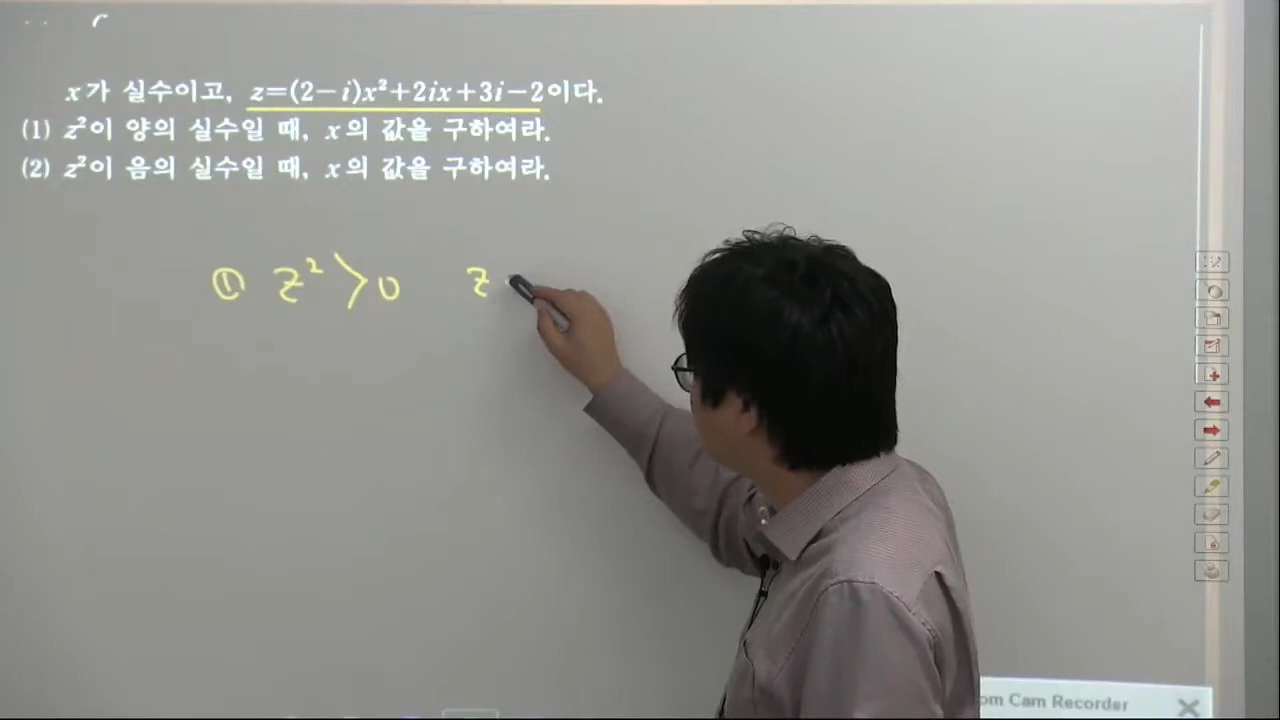 x가 실수이고, z=(2-i)x²+2ix+3i-2이다.
(1) z²이 양의 실수일 때, x의 값을 구하여라.
(2) z²이 음의 실수일 때, x의 값을 구하여라.
① z² > 0 z
om Cam Recorder